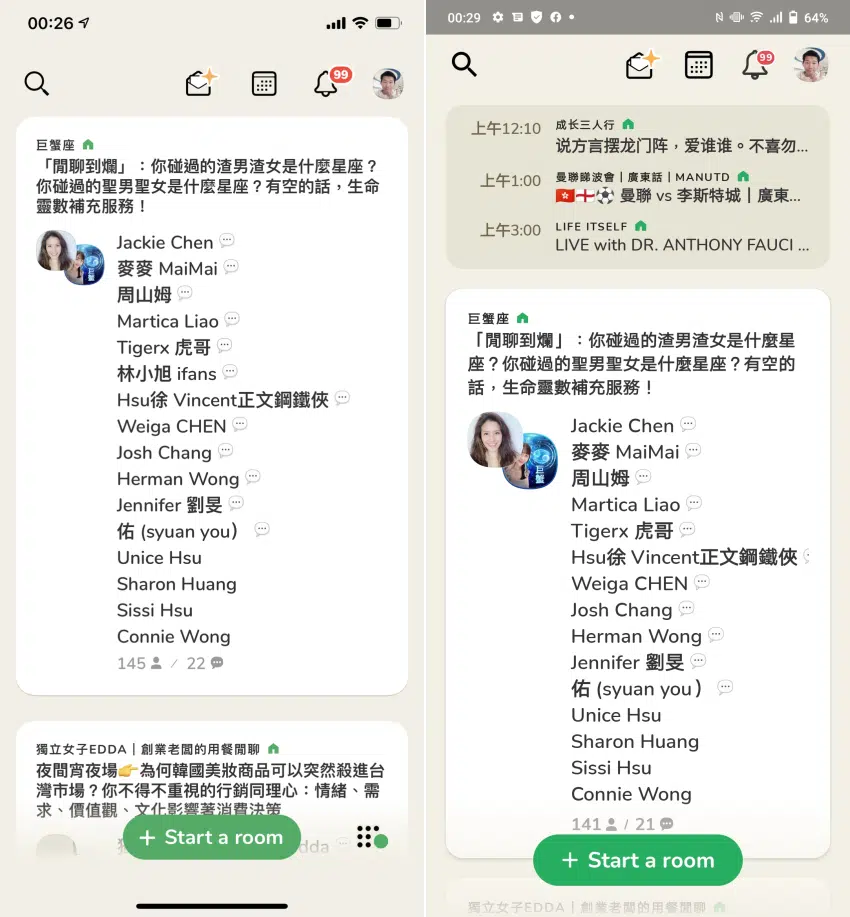 00:26
99
巨蟹座
「閒聊到爛」：你碰過的渣男渣女是什麼星座？
你碰過的聖男聖女是什麼星座？有空的話，生命
靈數補充服務！
巨蟹
Jackie Chen
麥麥 MaiMai
周山姆
Martica Liao
Tigerx 虎哥
林小旭 ifans
Hsu徐 Vincent正文鋼鐵俠
Weiga CHEN
Josh Chang
Herman Wong
Jennifer 劉旻
佑 (syuan you）
Unice Hsu
Sharon Huang
Sissi Hsu
Connie Wong
145 / 22
獨立女子EDDA｜創業老闆的用餐閒聊
夜間宵夜場👉為何韓國美妝商品可以突然殺進台
灣市場？你不得不重視的行銷同理心：情緒、需
求、價值觀、文化影響著消費決策
+ Start a room
00:29
64%
99
上午12:10
成长三人行
说方言摆龙门阵，爱谁谁。不喜勿...
上午1:00
曼聯睇波會｜廣東話｜MANUTD
🇭🇰🏴󠁧󠁢󠁥󠁮󠁧󠁿⚽ 曼聯 vs 李斯特城｜廣東...
上午3:00
LIFE ITSELF
LIVE with DR. ANTHONY FAUCI ...
巨蟹座
「閒聊到爛」：你碰過的渣男渣女是什麼星
座？你碰過的聖男聖女是什麼星座？有空的
話，生命靈數補充服務！
巨蟹
Jackie Chen
麥麥 MaiMai
周山姆
Martica Liao
Tigerx 虎哥
Hsu徐 Vincent正文鋼鐵俠
Weiga CHEN
Josh Chang
Herman Wong
Jennifer 劉旻
佑 (syuan you）
Unice Hsu
Sharon Huang
Sissi Hsu
Connie Wong
141 / 21
+ Start a room
獨立女子EDDA｜創業老闆的用餐閒聊